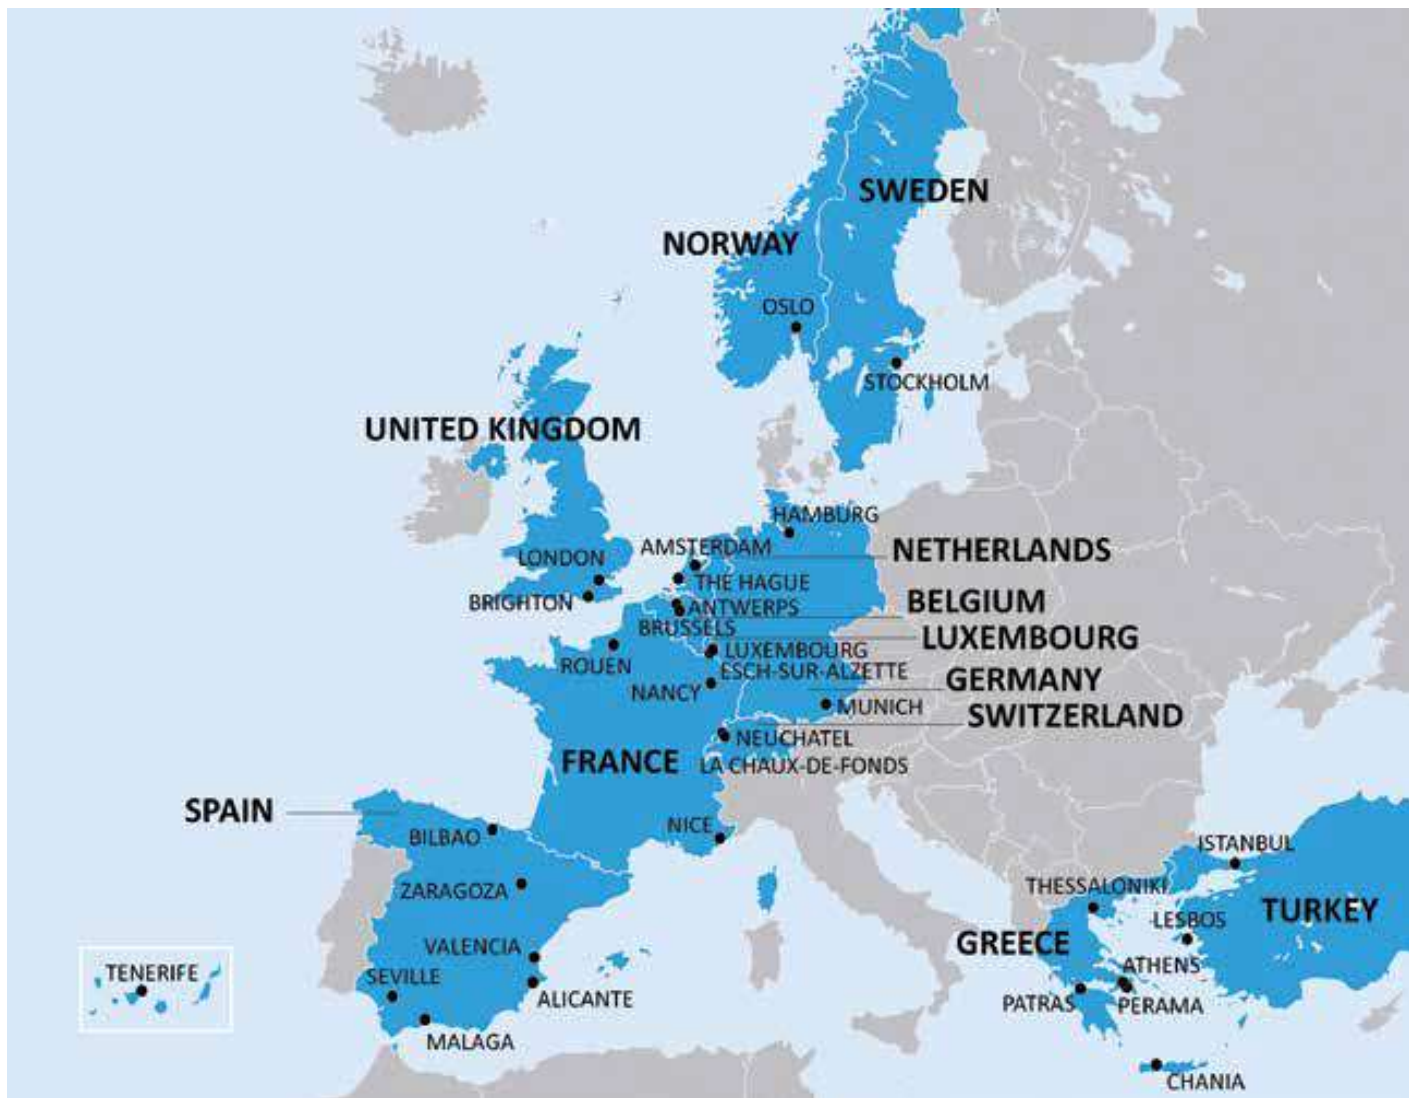 SWEDEN
NORWAY
OSLO
STOCKHOLM
UNITED KINGDOM
HAMBURG
AMSTERDAM
NETHERLANDS
LONDON
THE HAGUE
BRIGHTON
ANTWERPS
BELGIUM
BRUSSELS
LUXEMBOURG
ROUEN
LUXEMBOURG
ESCH-SUR-ALZETTE
NANCY
GERMANY
MUNICH
SWITZERLAND
NEUCHATEL
FRANCE
LA CHAUX-DE-FONDS
SPAIN
BILBAO
NICE
ISTANBUL
ZARAGOZA
THESSALONIKI
TURKEY
LESBOS
VALENCIA
GREECE
ATHENS
TENERIFE
SEVILLE
ALICANTE
PATRAS
PERAMA
MALAGA
CHANIA